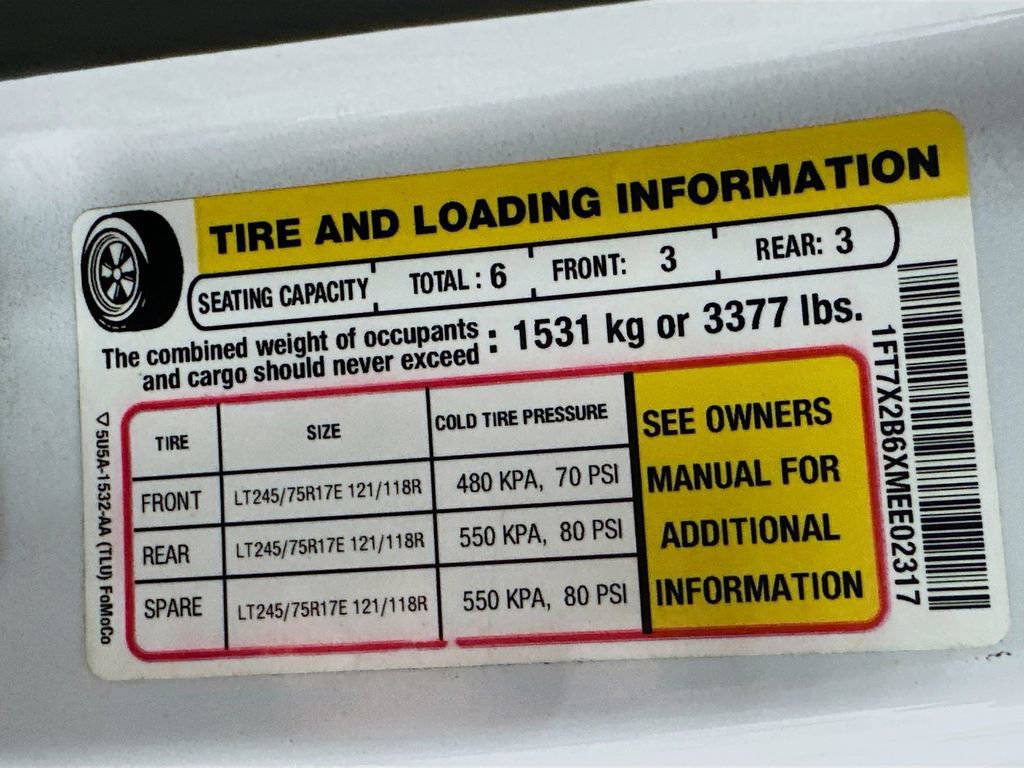 TIRE AND LOADING INFORMATION
SEATING CAPACITY TOTAL : 6 FRONT: 3 REAR: 3
The combined weight of occupants
and cargo should never exceed : 1531 kg or 3377 lbs.
TIRE SIZE COLD TIRE PRESSURE
FRONT LT245/75R17E 121/118R 480 KPA, 70 PSI
REAR LT245/75R17E 121/118R 550 KPA, 80 PSI
SPARE LT245/75R17E 121/118R 550 KPA, 80 PSI
SEE OWNERS
MANUAL FOR
ADDITIONAL
INFORMATION
5U5A-1532-AA (TLU) FoMoCo
1FT7X2B6XMEE02317